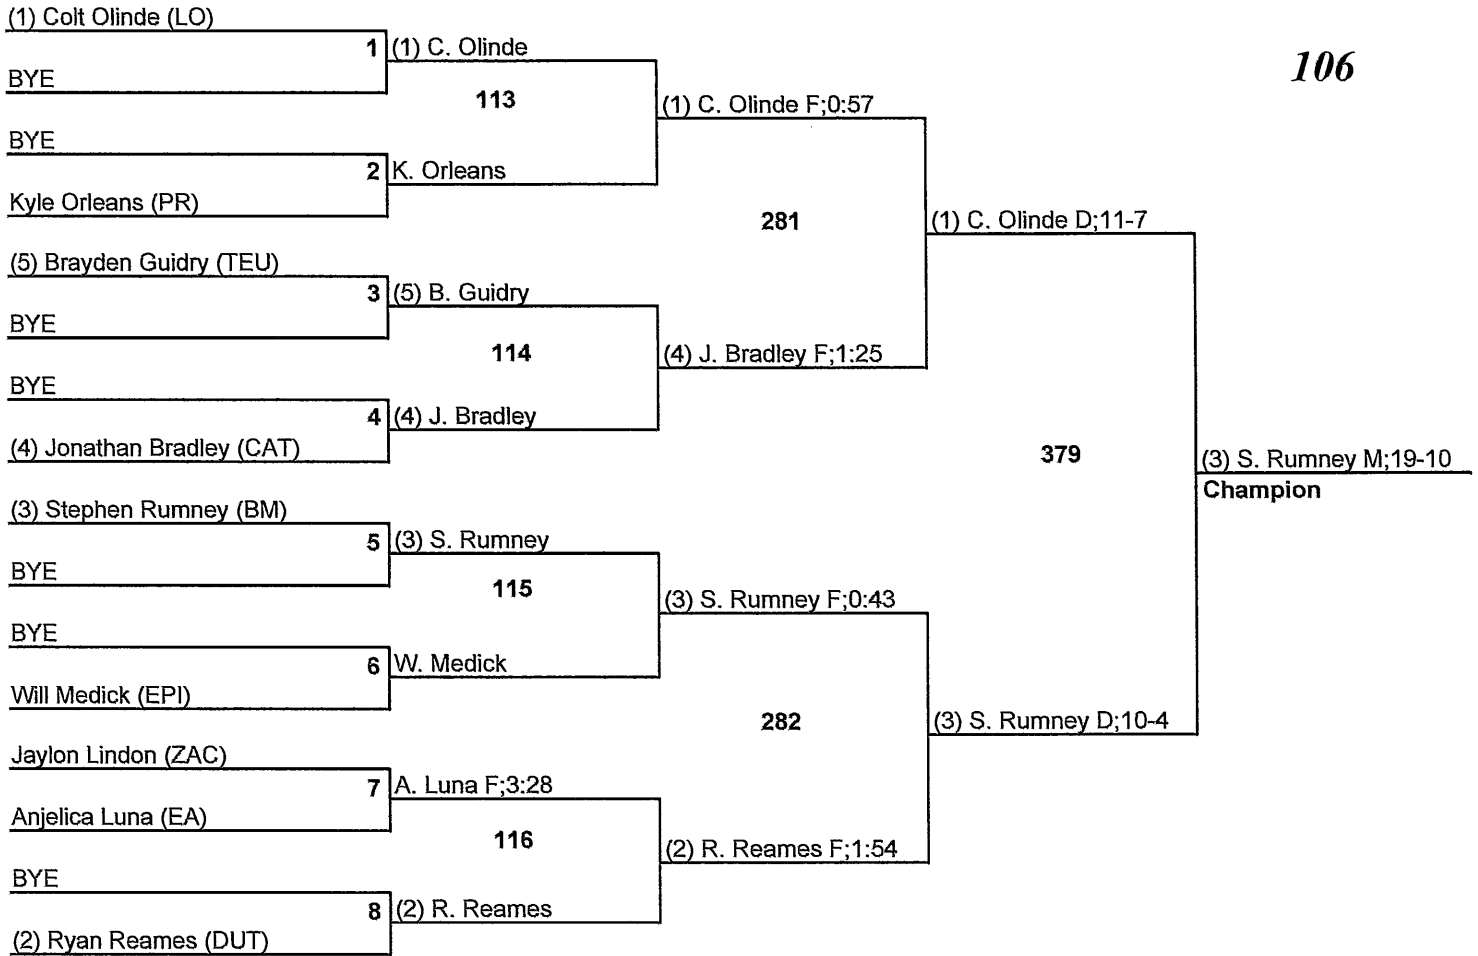 (1) Colt Olinde (LO)
1
(1) C. Olinde
106
BYE
113
(1) C. Olinde F;0:57
BYE
2
K. Orleans
Kyle Orleans (PR)
281
(1) C. Olinde D;11-7
(5) Brayden Guidry (TEU)
3
(5) B. Guidry
BYE
114
(4) J. Bradley F;1:25
BYE
4
(4) J. Bradley
(4) Jonathan Bradley (CAT)
379
(3) S. Rumney M;19-10
Champion
(3) Stephen Rumney (BM)
5
(3) S. Rumney
BYE
115
(3) S. Rumney F;0:43
BYE
6
W. Medick
Will Medick (EPI)
282
(3) S. Rumney D;10-4
Jaylon Lindon (ZAC)
7
A. Luna F;3:28
Anjelica Luna (EA)
116
(2) R. Reames F;1:54
BYE
8
(2) R. Reames
(2) Ryan Reames (DUT)